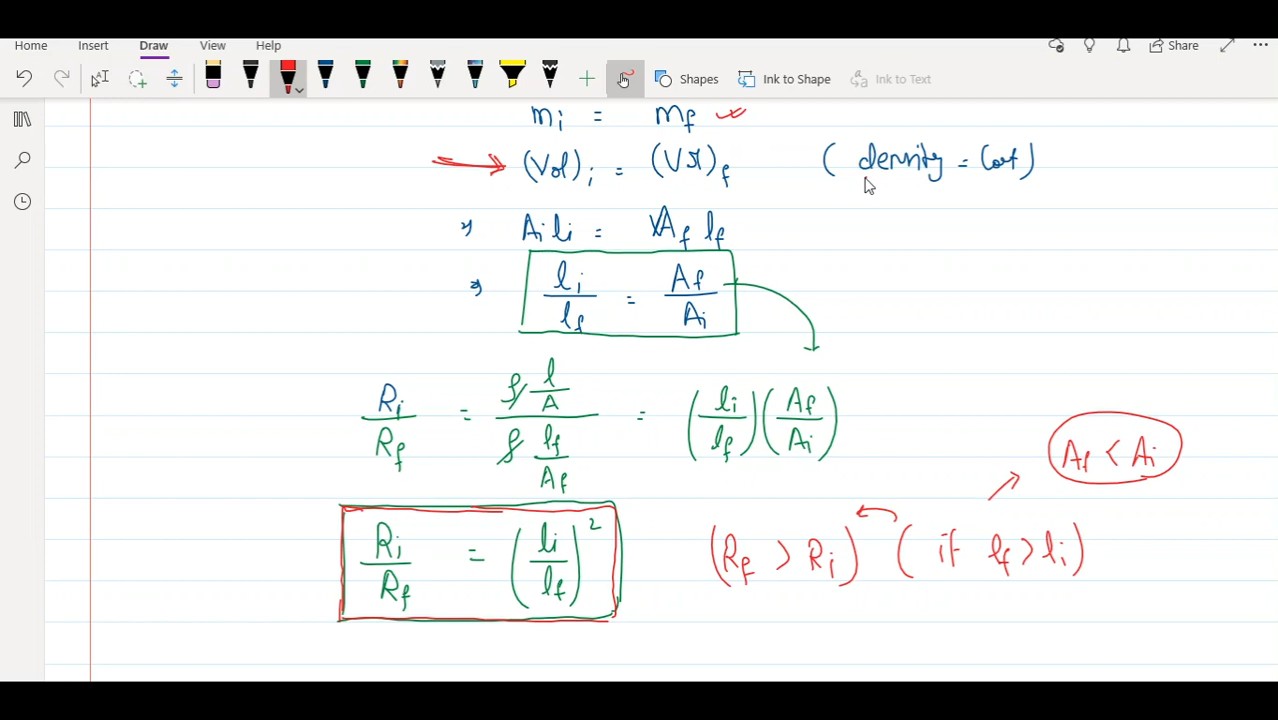 Home Insert Draw View Help Share
Shapes Ink to Shape Ink to Text
mi = mf
(Vol)i = (Vol)f ( density = Const )
Ai li = Af lf
li/lf = Af/Ai
Ri/Rf = (ρ l/A)/(ρ lf/Af) = (li/lf)(Af/Ai)
Af < Ai
Ri/Rf = (li/lf)² (Rf > Ri) ( if lf > li )